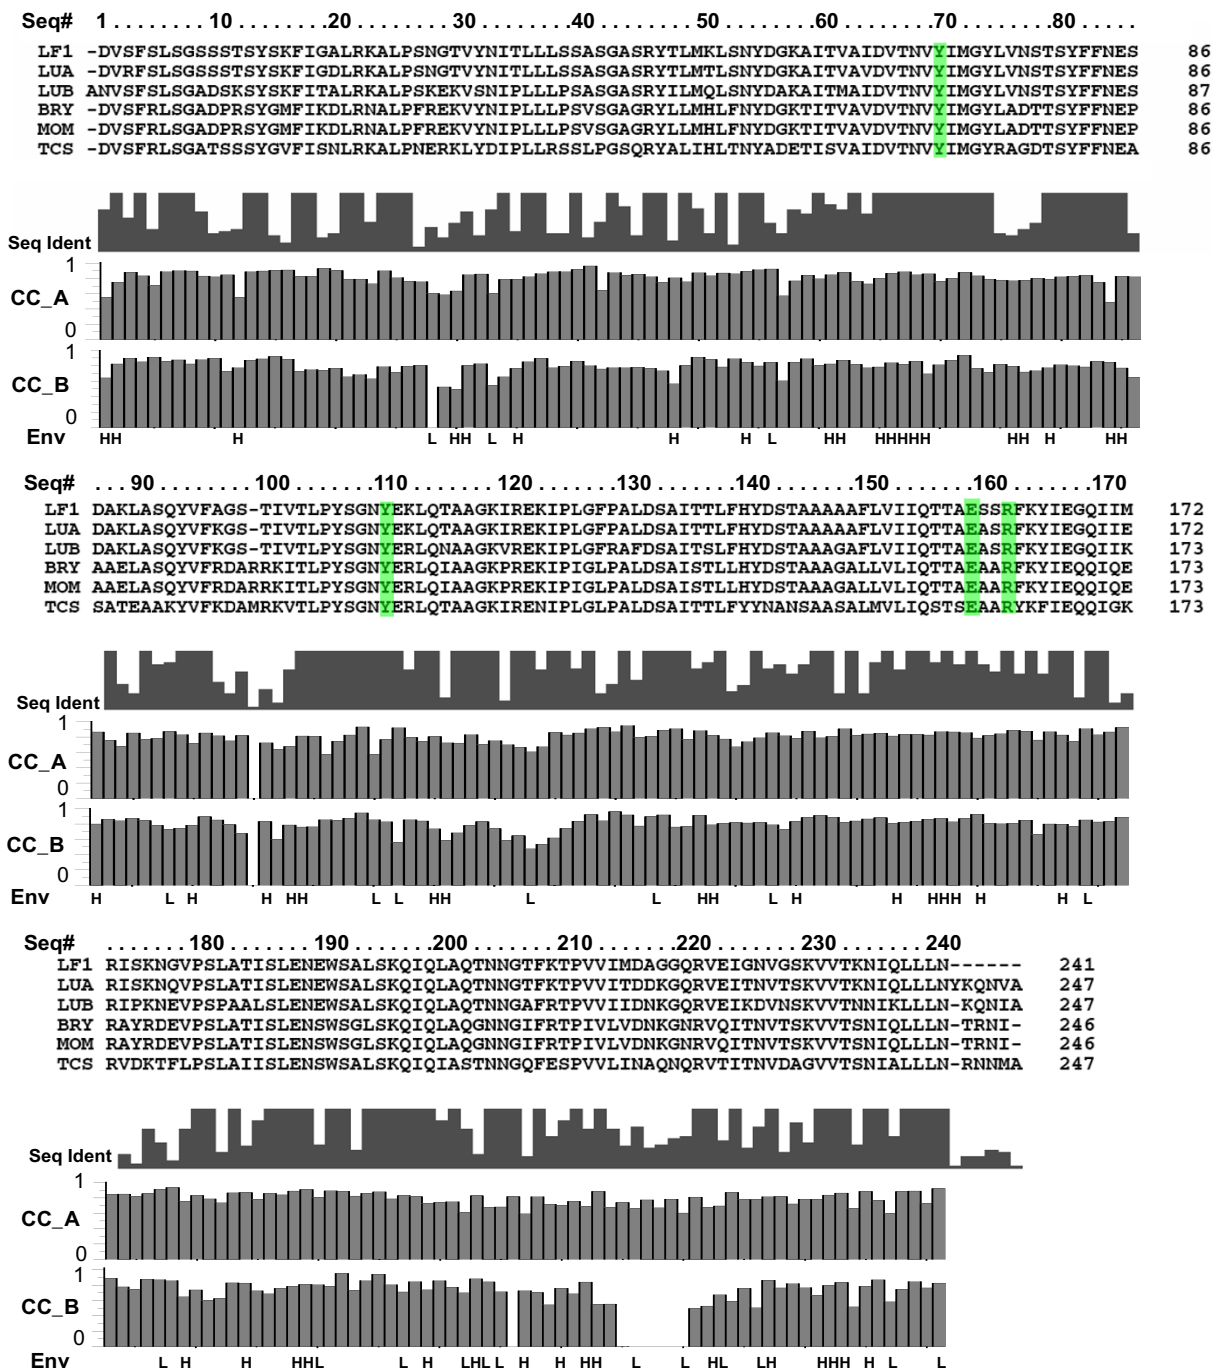 Seq# 1.......10.........20.........30.........40.........50.........60.........70.........80.....
LF1 -DVSFSLSGSSSTSYSKFIGALRKALPSNGTVYNITLLLSSASGASRYTLMKLSNYDGKAITVAIDVTNVYIMGYLVNSTSYFFNES 86
LUA -DVRFSLSGSSSTSYSKFIGDLRKALPSNGTVYNITLLLSSASGASRYTLMTLSNYDGKAITVAVDVTNVYIMGYLVNSTSYFFNES 86
LUB ANVSFSLSGADSKSYSKFITALRKALPSKEKVSNIPLLLPSASGASRYILMQLSNYDAKAITMAIDVTNVYIMGYLVNSTSYFFNES 87
BRY -DVSFRLSGADPRSYGMFIKDLRNALPFREKVYNIPLLLPSVSGAGRYLLMHLFNYDGKTITVAVDVTNVYIMGYLADTTSYFFNEP 86
MOM -DVSFRLSGADPRSYGMFIKDLRNALPFREKVYNIPLLLPSVSGAGRYLLMHLFNYDGKTITVAVDVTNVYIMGYLADTTSYFFNEP 86
TCS -DVSFRLSGATSSSYGVFISNLRKALPNERKLYDIPLLRSSLPGSQRYALIHLTNYADETISVAIDVTNVYIMGYRAGDTSYFFNEA 86
Seq Ident
1
CC_A
0
1
CC_B
0
Env HH H L HH L H H H L HH HHHHH HH H HH
Seq# ...90.........100........110.........120.........130.........140.........150.........160.........170
LF1 DAKLASQYVFAGS-TIVTLPYSGNYEKLQTAAGKIREKIPLGFPALDSAITTLFHYDSTAAAAAFLVIIQTTAESSRFKYIEGQIIM 172
LUA DAKLASQYVFKGS-TIVTLPYSGNYEKLQTAAGKIREKIPLGFPALDSAITTLFHYDSTAAAAAFLVIIQTTAEASRFKYIEGQIIE 172
LUB DAKLASQYVFKGS-TIVTLPYSGNYERLQNAAGKVREKIPLGFRAFDSAITSLFHYDSTAAAGAFLVIIQTTAEASRFKYIEGQIIK 173
BRY AAELASQYVFRDARRKITLPYSGNYERLQIAAGKPREKIPIGLPALDSAISTLLHYDSTAAAGALLVLIQTTAEAARFKYIEQQIQE 173
MOM AAELASQYVFRDARRKITLPYSGNYERLQIAAGKPREKIPIGLPALDSAISTLLHYDSTAAAGALLVLIQTTAEAARFKYIEQQIQE 173
TCS SATEAAKYVFKDAMRKVTLPYSGNYERLQTAAGKIRENIPLGLPALDSAITTLFYYNANSAASALMVLIQSTSEAARYKFIEQQIGK 173
Seq Ident
1
CC_A
0
1
CC_B
0
Env H L H H HH L L HH L L HH L H H HHH H H L
Seq# .......180.........190.........200.........210.........220.........230.........240
LF1 RISKNGVPSLATISLENEWSALSKQIQLAQTNNGTFKTPVVIMDAGGQRVEIGNVGSKVVTKNIQLLLN------ 241
LUA RISKNQVPSLATISLENEWSALSKQIQLAQTNNGTFKTPVVITDDKGQRVEITNVTSKVVTKNIQLLLNYKQNVA 247
LUB RIPKNEVPSPAALSLENEWSALSKQIQLAQTNNGAFRTPVVIIDNKGQRVEIKDVNSKVVTNNIKLLLN-KQNIA 247
BRY RAYRDEVPSLATISLENSWSGLSKQIQLAQGNNGIFRTPIVLVDNKGNRVQITNVTSKVVTSNIQLLLN-TRNI- 246
MOM RAYRDEVPSLATISLENSWSGLSKQIQLAQGNNGIFRTPIVLVDNKGNRVQITNVTSKVVTSNIQLLLN-TRNI- 246
TCS RVDKTFLPSLAIISLENSWSALSKQIQIASTNNGQFESPVVLINAQNQRVTITNVDAGVVTSNIALLLN-RNNMA 247
Seq Ident
1
CC_A
0
1
CC_B
0
Env L H H HHL L H LHL L H H HH L L HL LH HHH H L L